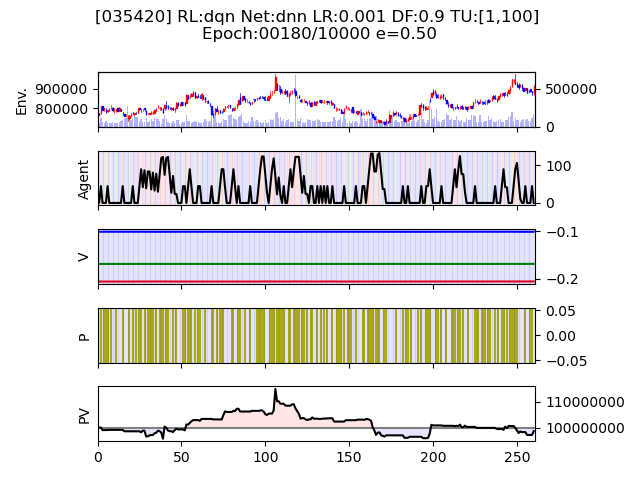 [035420] RL:dqn Net:dnn LR:0.001 DF:0.9 TU:[1,100]
Epoch:00180/10000 e=0.50
Env.
900000
800000
500000
0
Agent
100
0
V
−0.1
−0.2
P
0.05
0.00
−0.05
PV
110000000
100000000
0 50 100 150 200 250